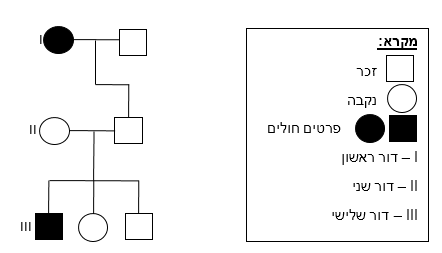 I
II
III
מקרא:
זכר
נקבה
פרטים חולים
I – דור ראשון
II – דור שני
III – דור שלישי